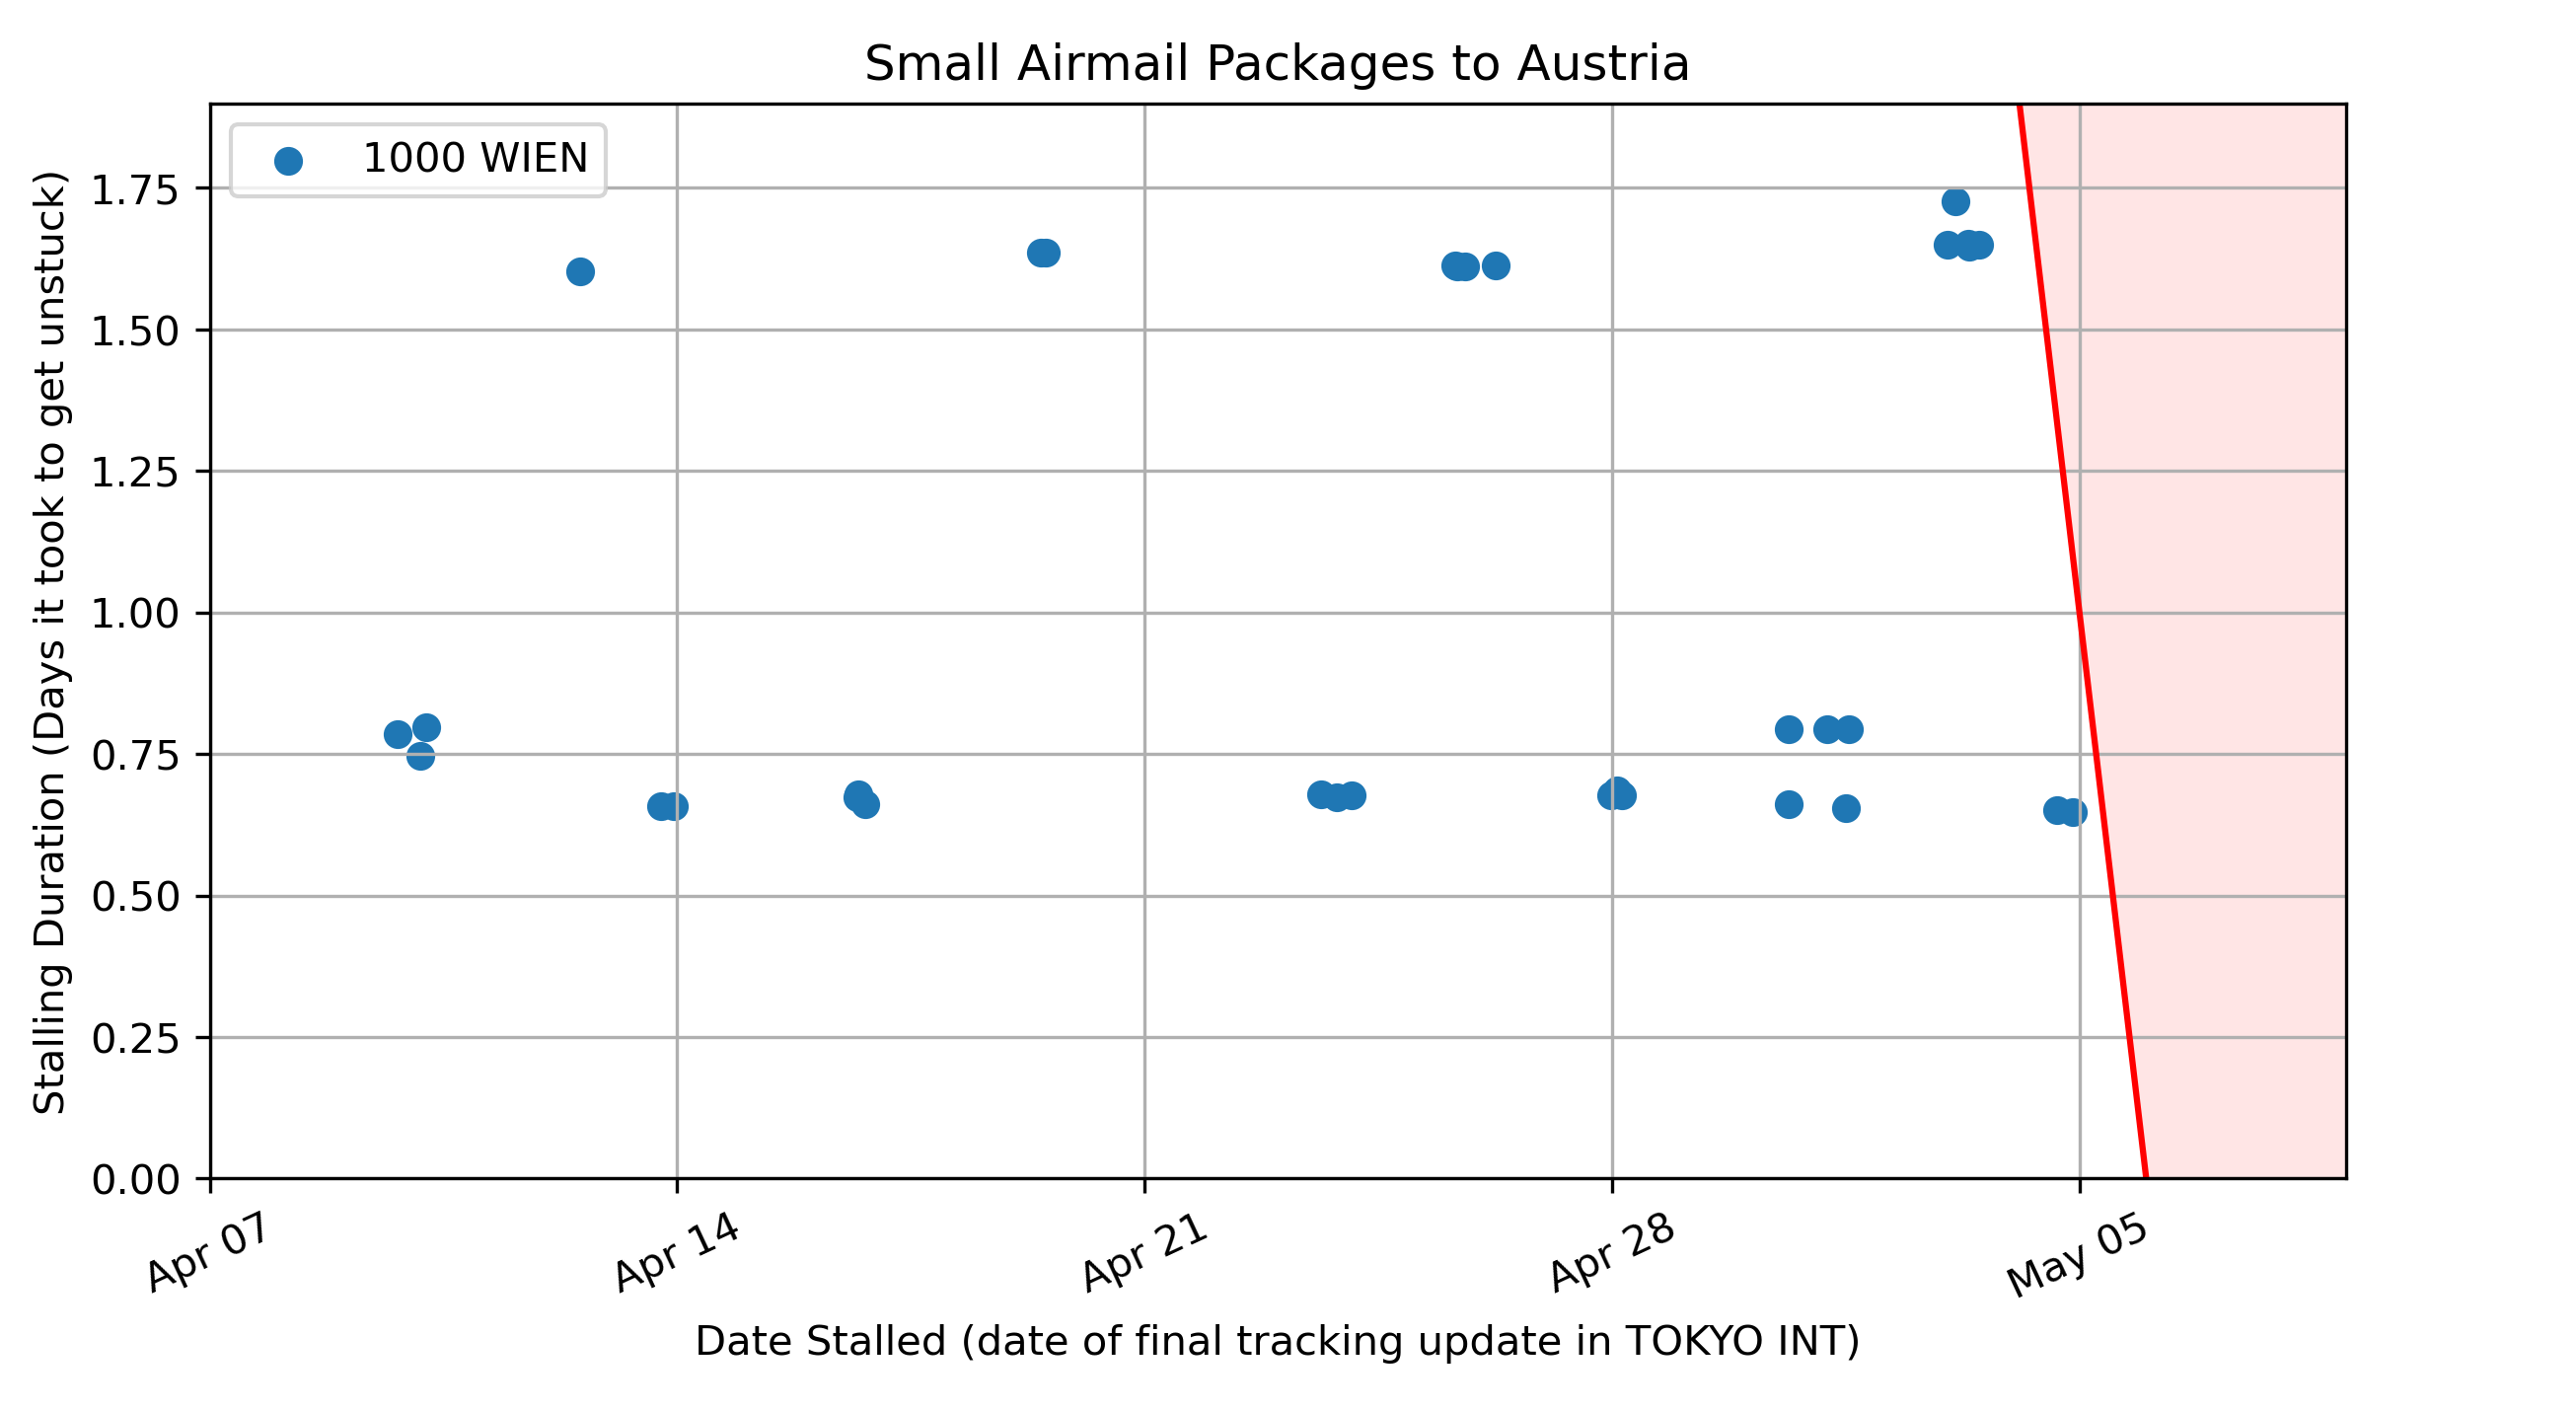 Small Airmail Packages to Austria
1000 WIEN
Stalling Duration (Days it took to get unstuck)
1.75
1.50
1.25
1.00
0.75
0.50
0.25
0.00
Apr 07
Apr 14
Apr 21
Apr 28
May 05
Date Stalled (date of final tracking update in TOKYO INT)